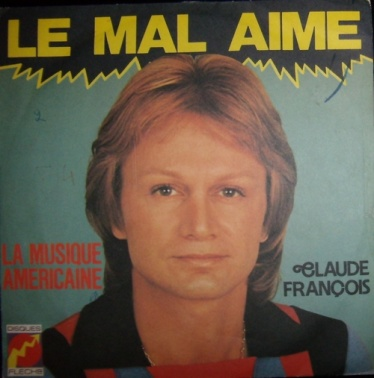 LE MAL AIME
LA MUSIQUE
AMERICAINE
CLAUDE
FRANÇOIS
DISQUES
FLECHE